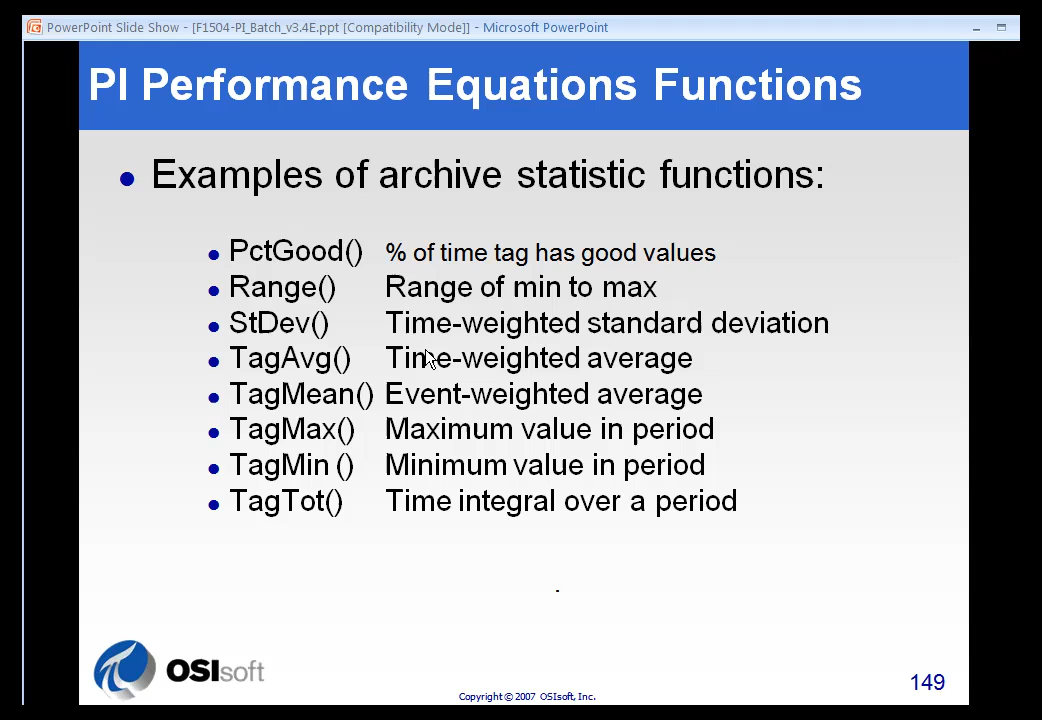 PowerPoint Slide Show - [F1504-PI_Batch_v3.4E.ppt [Compatibility Mode]] - Microsoft PowerPoint
PI Performance Equations Functions
• Examples of archive statistic functions:
• PctGood() % of time tag has good values
• Range() Range of min to max
• StDev() Time-weighted standard deviation
• TagAvg() Time-weighted average
• TagMean() Event-weighted average
• TagMax() Maximum value in period
• TagMin () Minimum value in period
• TagTot() Time integral over a period
.
OSIsoft
Copyright © 2007 OSIsoft, Inc.
149